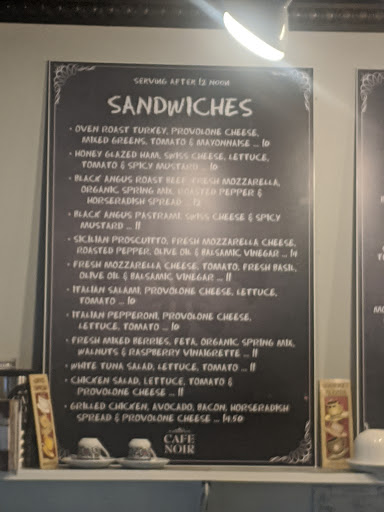 SERVING AFTER 12 NOON
SANDWICHES
• OVEN ROAST TURKEY, PROVOLONE CHEESE,
MIXED GREENS, TOMATO & MAYONNAISE ... 10
• HONEY GLAZED HAM, SWISS CHEESE, LETTUCE,
TOMATO & SPICY MUSTARD ... 10
• BLACK ANGUS ROAST BEEF, FRESH MOZZARELLA,
ORGANIC SPRING MIX, ROASTED PEPPER &
HORSERADISH SPREAD ...
• BLACK ANGUS PASTRAMI, SWISS CHEESE & SPICY
MUSTARD ... 11
• SICILIAN PROSCUITTO, FRESH MOZZARELLA CHEESE,
ROASTED PEPPER, OLIVE OIL & BALSAMIC VINEGAR ... 14
• FRESH MOZZARELLA CHEESE, TOMATO, FRESH BASIL,
OLIVE OIL & BALSAMIC VINEGAR ... 11
• ITALIAN SALAMI, PROVOLONE CHEESE, LETTUCE,
TOMATO ... 10
• ITALIAN PEPPERONI, PROVOLONE CHEESE,
LETTUCE, TOMATO ... 10
• FRESH MIXED BERRIES, FETA, ORGANIC SPRING MIX,
WALNUTS & RASPBERRY VINAIGRETTE ... 11
• WHITE TUNA SALAD, LETTUCE, TOMATO ... 11
• CHICKEN SALAD, LETTUCE, TOMATO &
PROVOLONE CHEESE ... 11
• GRILLED CHICKEN, AVOCADO, BACON, HORSERADISH
SPREAD & PROVOLONE CHEESE ... 14.50
CAFE
NOIR